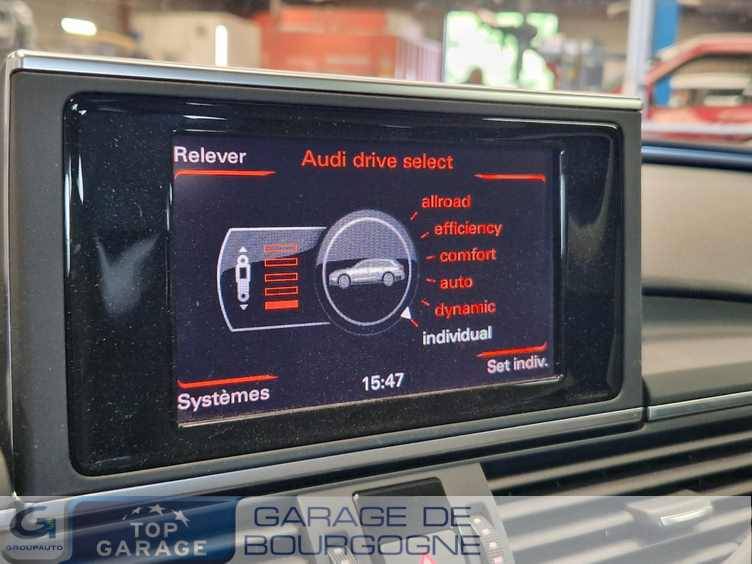 Relever
Audi drive select
allroad
efficiency
comfort
auto
dynamic
individual
Set indiv.
15:47
Systèmes
G
GROUPAUTO
TOP
GARAGE
GARAGE DE
BOURGOGNE